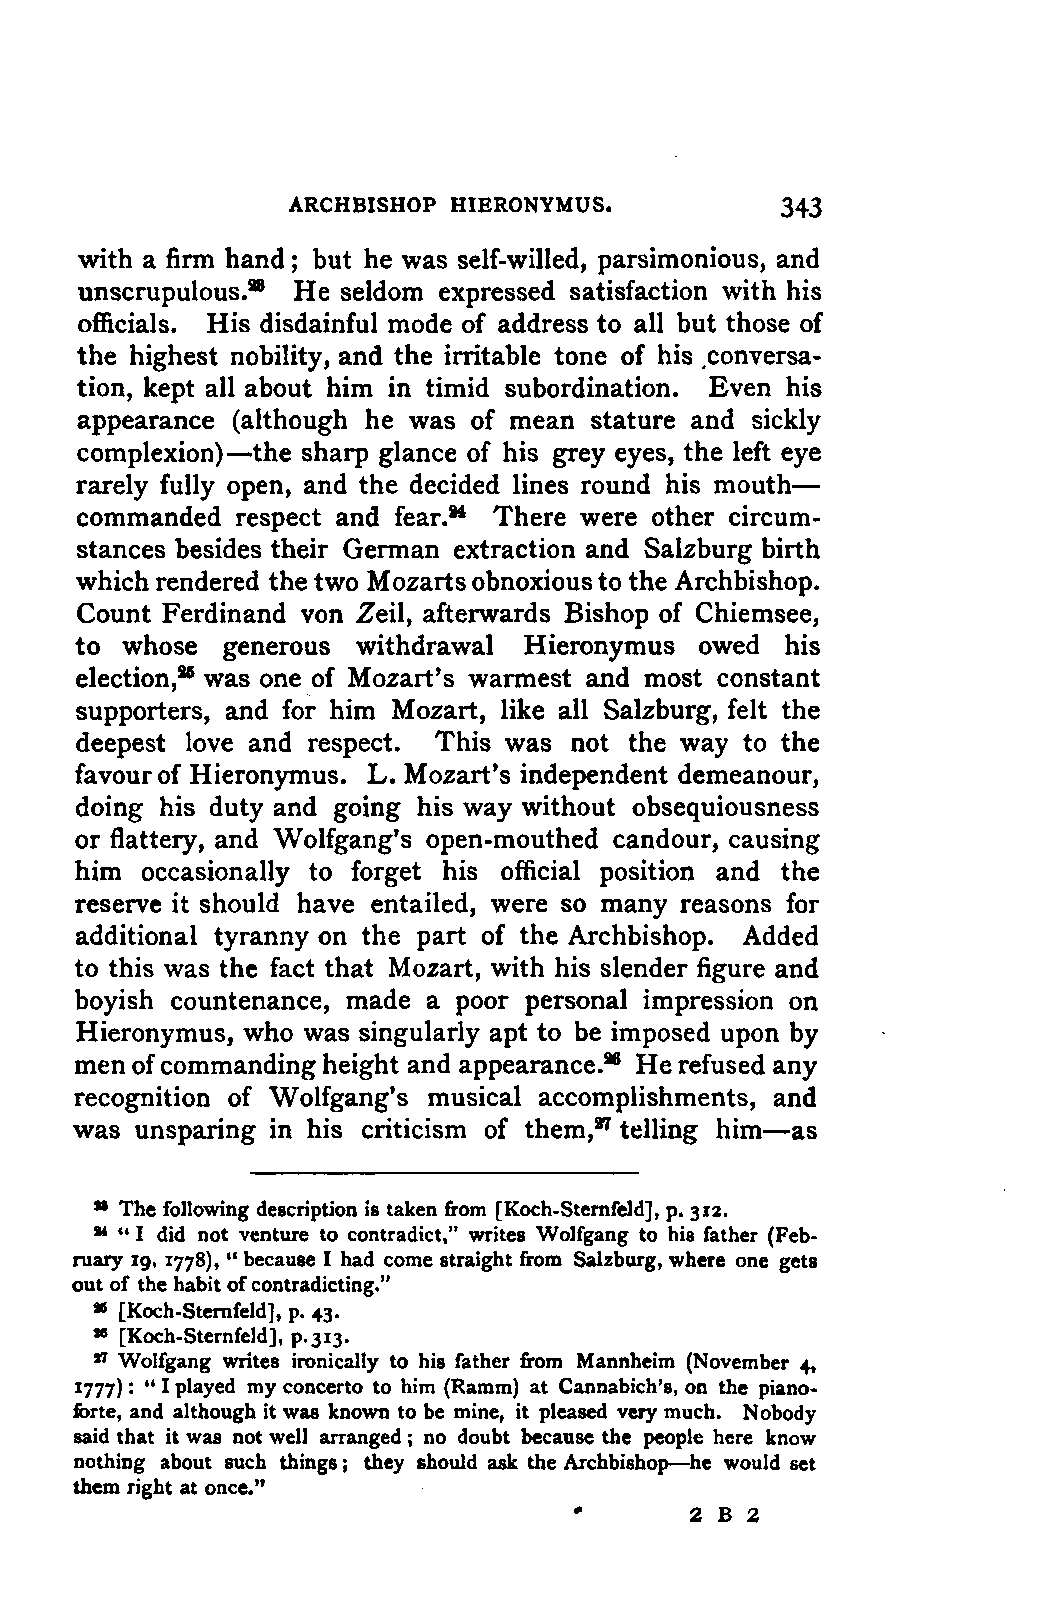 ARCHBISHOP HIERONYMUS. 343
with a firm hand; but he was self-willed, parsimonious, and
unscrupulous.²³ He seldom expressed satisfaction with his
officials. His disdainful mode of address to all but those of
the highest nobility, and the irritable tone of his conversa-
tion, kept all about him in timid subordination. Even his
appearance (although he was of mean stature and sickly
complexion)—the sharp glance of his grey eyes, the left eye
rarely fully open, and the decided lines round his mouth—
commanded respect and fear.²⁴ There were other circum-
stances besides their German extraction and Salzburg birth
which rendered the two Mozarts obnoxious to the Archbishop.
Count Ferdinand von Zeil, afterwards Bishop of Chiemsee,
to whose generous withdrawal Hieronymus owed his
election,²⁵ was one of Mozart's warmest and most constant
supporters, and for him Mozart, like all Salzburg, felt the
deepest love and respect. This was not the way to the
favour of Hieronymus. L. Mozart's independent demeanour,
doing his duty and going his way without obsequiousness
or flattery, and Wolfgang's open-mouthed candour, causing
him occasionally to forget his official position and the
reserve it should have entailed, were so many reasons for
additional tyranny on the part of the Archbishop. Added
to this was the fact that Mozart, with his slender figure and
boyish countenance, made a poor personal impression on
Hieronymus, who was singularly apt to be imposed upon by
men of commanding height and appearance.²⁶ He refused any
recognition of Wolfgang's musical accomplishments, and
was unsparing in his criticism of them,²⁷ telling him—as
²³ The following description is taken from [Koch-Sternfeld], p. 312.
²⁴ "I did not venture to contradict," writes Wolfgang to his father (Feb-
ruary 19, 1778), "because I had come straight from Salzburg, where one gets
out of the habit of contradicting."
²⁵ [Koch-Sternfeld], p. 43.
²⁶ [Koch-Sternfeld], p. 313.
²⁷ Wolfgang writes ironically to his father from Mannheim (November 4,
1777): "I played my concerto to him (Ramm) at Cannabich's, on the piano-
forte, and although it was known to be mine, it pleased very much. Nobody
said that it was not well arranged; no doubt because the people here know
nothing about such things; they should ask the Archbishop—he would set
them right at once."
2 B 2